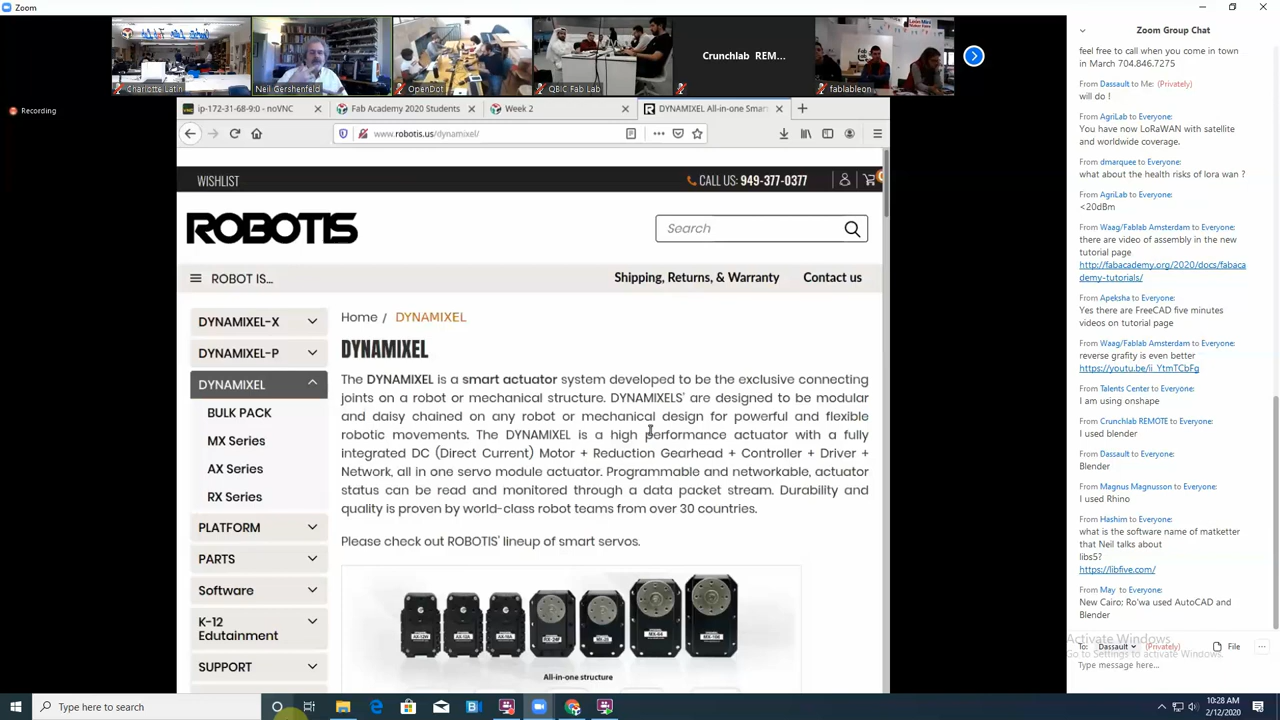 Zoom
Recording
Charlotte Latin
Neil Gershenfeld
OpenDot
QBIC Fab Lab
Crunchlab REM...
fablableon
ip-172-31-68-9:0 - noVNC
Fab Academy 2020 Students
Week 2
DYNAMIXEL All-in-one Smar
www.robotis.us/dynamixel/
WISHLIST
CALL US: 949-377-0377
ROBOTIS
Search
ROBOT IS...
Shipping, Returns, & Warranty
Contact us
DYNAMIXEL-X
DYNAMIXEL-P
DYNAMIXEL
BULK PACK
MX Series
AX Series
RX Series
PLATFORM
PARTS
Software
K-12
Edutainment
SUPPORT
Home / DYNAMIXEL
DYNAMIXEL
The DYNAMIXEL is a smart actuator system developed to be the exclusive connecting
joints on a robot or mechanical structure. DYNAMIXELS' are designed to be modular
and daisy chained on any robot or mechanical design for powerful and flexible
robotic movements. The DYNAMIXEL is a high performance actuator with a fully
integrated DC (Direct Current) Motor + Reduction Gearhead + Controller + Driver +
Network, all in one servo module actuator. Programmable and networkable, actuator
status can be read and monitored through a data packet stream. Durability and
quality is proven by world-class robot teams from over 30 countries.
Please check out ROBOTIS' lineup of smart servos.
All-in-one structure
Zoom Group Chat
feel free to call when you come in town
in March 704.846.7275
From Dassault to Me: (Privately)
will do !
From AgriLab to Everyone:
You have now LoRaWAN with satellite
and worldwide coverage.
From dmarquee to Everyone:
what about the health risks of lora wan ?
From AgriLab to Everyone:
<20dBm
From Waag/Fablab Amsterdam to Everyone:
there are video of assembly in the new
tutorial page
http://fabacademy.org/2020/docs/fabaca
demy-tutorials/
From Apeksha to Everyone:
Yes there are FreeCAD five minutes
videos on tutorial page
From Waag/Fablab Amsterdam to Everyone:
reverse grafity is even better
https://youtu.be/ii_YtmTCbFg
From Talents Center to Everyone:
I am using onshape
From Crunchlab REMOTE to Everyone:
I used blender
From Dassault to Everyone:
Blender
From Magnus Magnusson to Everyone:
I used Rhino
From Hashim to Everyone:
what is the software name of matketter
that Neil talks about
libs5?
https://libfive.com/
From May to Everyone:
New Cairo; Ro'wa used AutoCAD and
Blender
Activate Windows
Go to Settings to activate Windows.
To: Dassault (Privately)
File
Type message here...
Type here to search
10:28 AM
2/12/2020